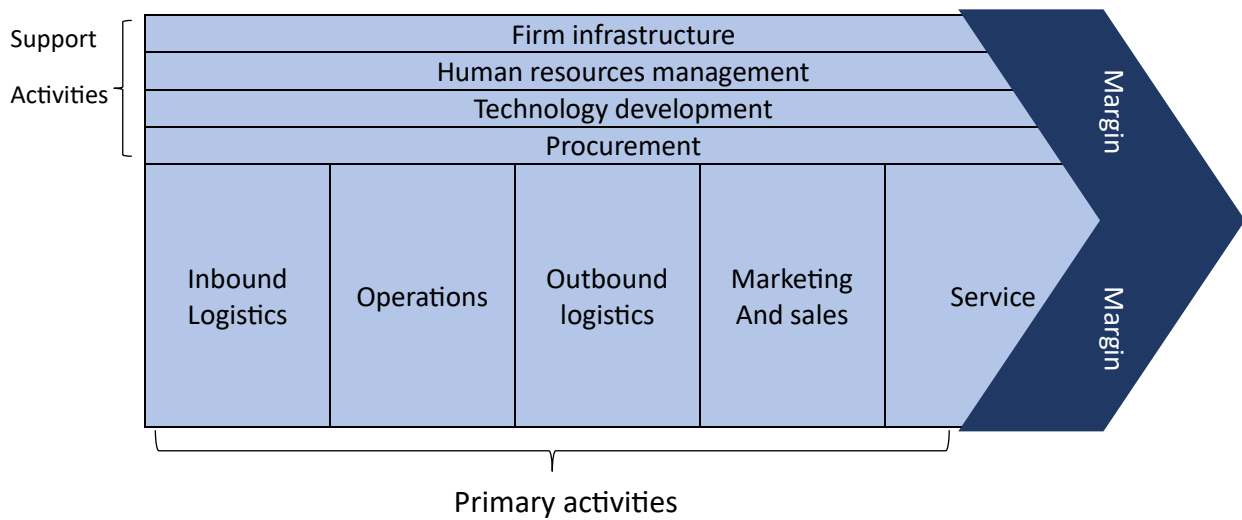 Support
Activities
Firm infrastructure
Human resources management
Technology development
Procurement
Inbound
Logistics
Operations
Outbound
logistics
Marketing
And sales
Service
Margin
Margin
Primary activities